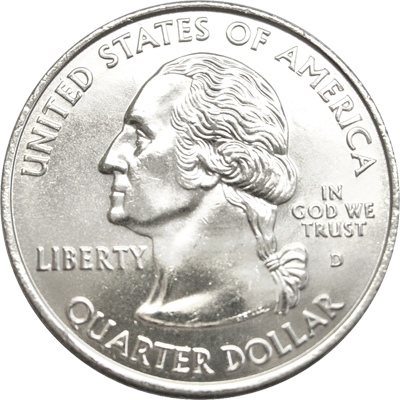 UNITED STATES OF AMERICA
LIBERTY
IN
GOD WE
TRUST
D
QUARTER DOLLAR